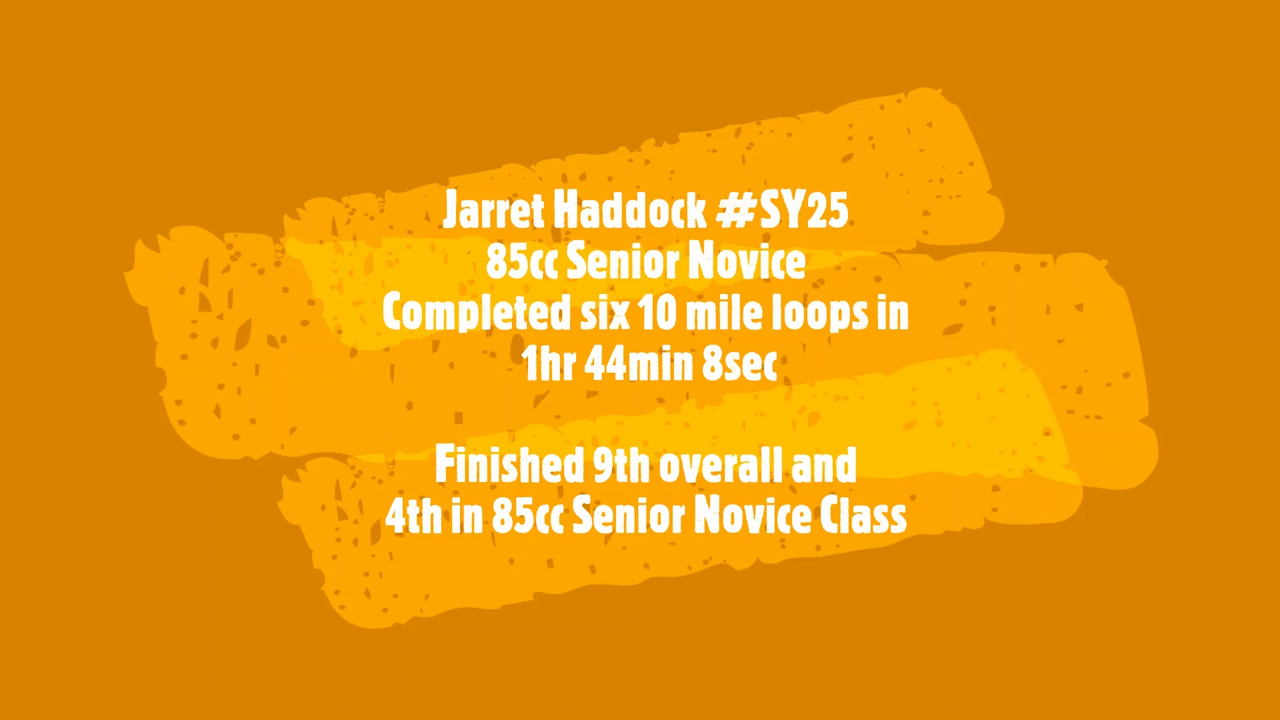 Jarret Haddock #SY25
85cc Senior Novice
Completed six 10 mile loops in
1hr 44min 8sec
Finished 9th overall and
4th in 85cc Senior Novice Class